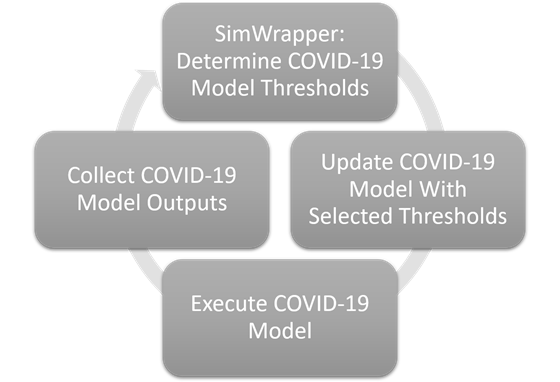 SimWrapper:
Determine COVID-19
Model Thresholds
Update COVID-19
Model With
Selected Thresholds
Execute COVID-19
Model
Collect COVID-19
Model Outputs